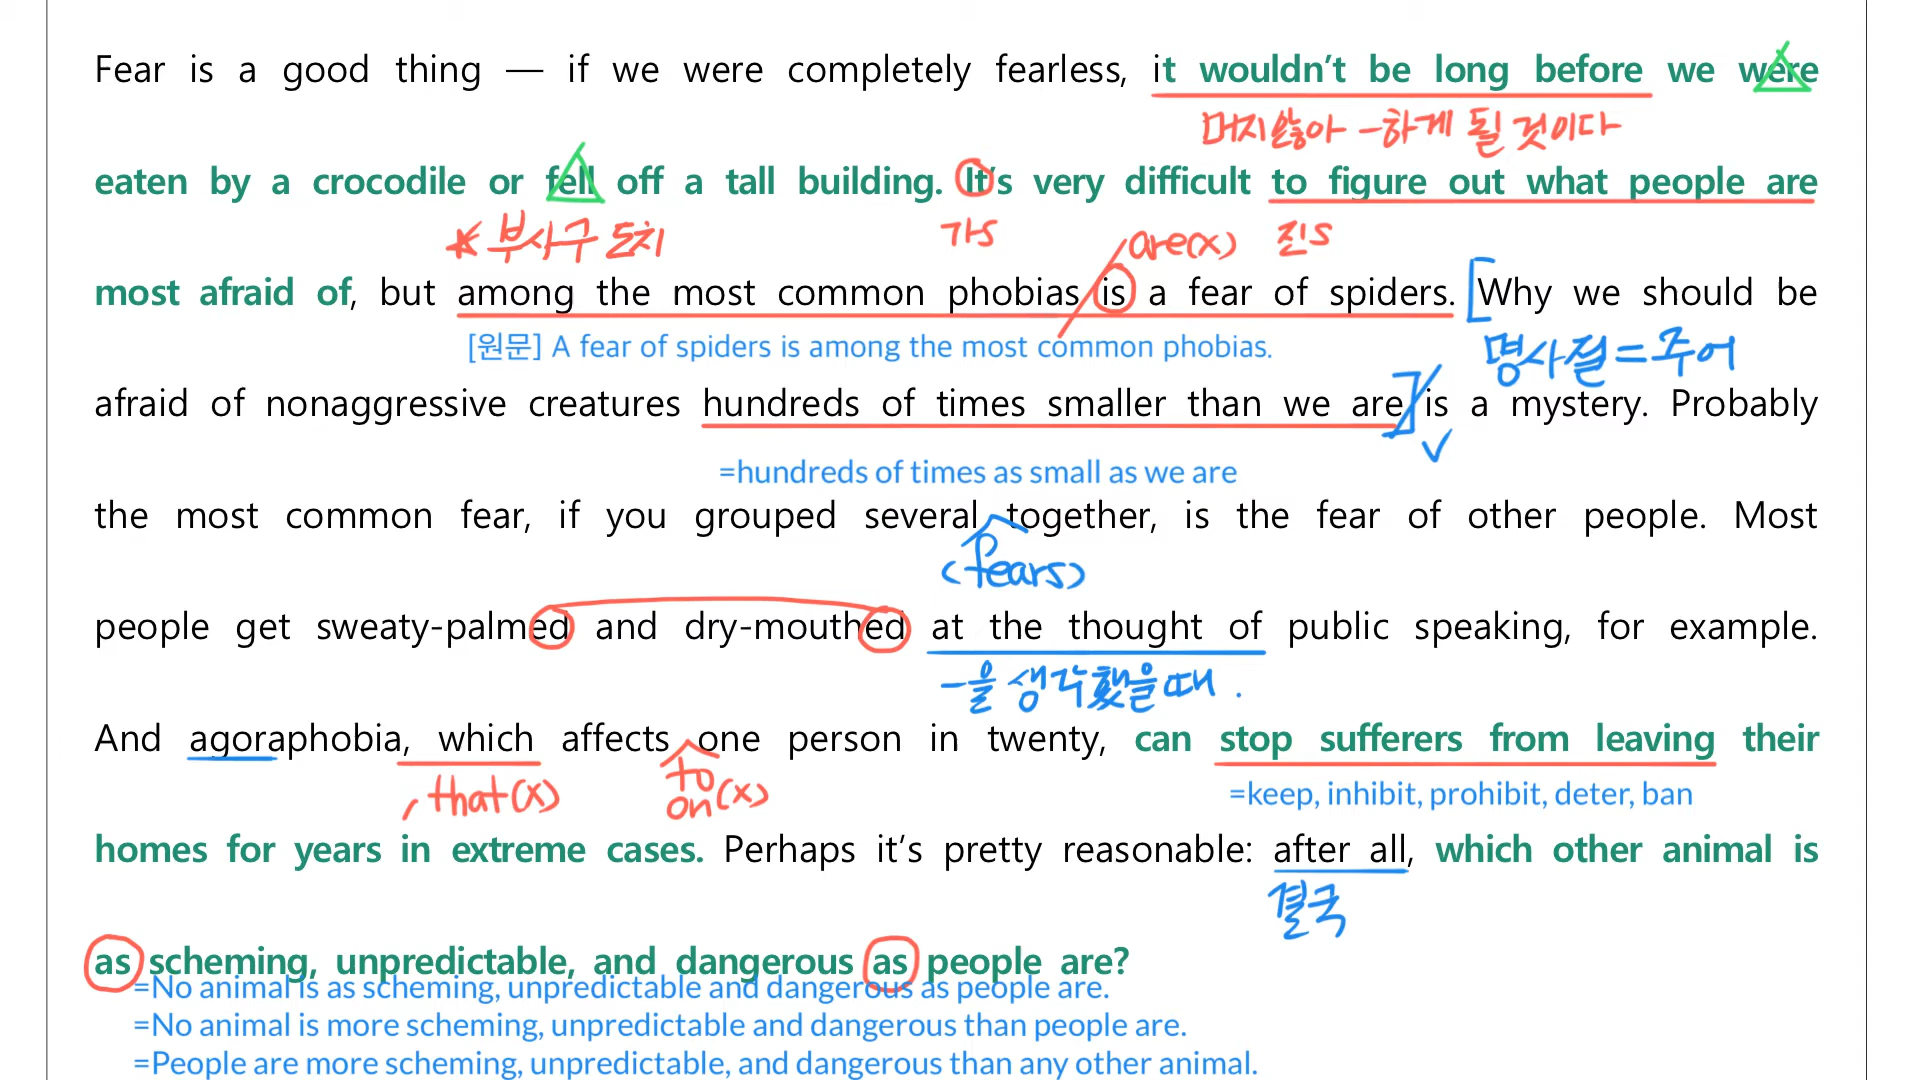 Fear is a good thing — if we were completely fearless, it wouldn't be long before we were
머지않아 -하게 될 것이다
eaten by a crocodile or fell off a tall building. It's very difficult to figure out what people are
* 부사구 도치 가S are(x) 진S
most afraid of, but among the most common phobias is a fear of spiders. [Why we should be
[원문] A fear of spiders is among the most common phobias. 명사절=주어
afraid of nonaggressive creatures hundreds of times smaller than we are] is a mystery. Probably
=hundreds of times as small as we are
the most common fear, if you grouped several together, is the fear of other people. Most
(fears)
people get sweaty-palmed and dry-mouthed at the thought of public speaking, for example.
-을 생각했을때.
And agoraphobia, which affects one person in twenty, can stop sufferers from leaving their
, that(x) to on(x) =keep, inhibit, prohibit, deter, ban
homes for years in extreme cases. Perhaps it's pretty reasonable: after all, which other animal is
결국
as scheming, unpredictable, and dangerous as people are?
=No animal is as scheming, unpredictable and dangerous as people are.
=No animal is more scheming, unpredictable and dangerous than people are.
=People are more scheming, unpredictable, and dangerous than any other animal.